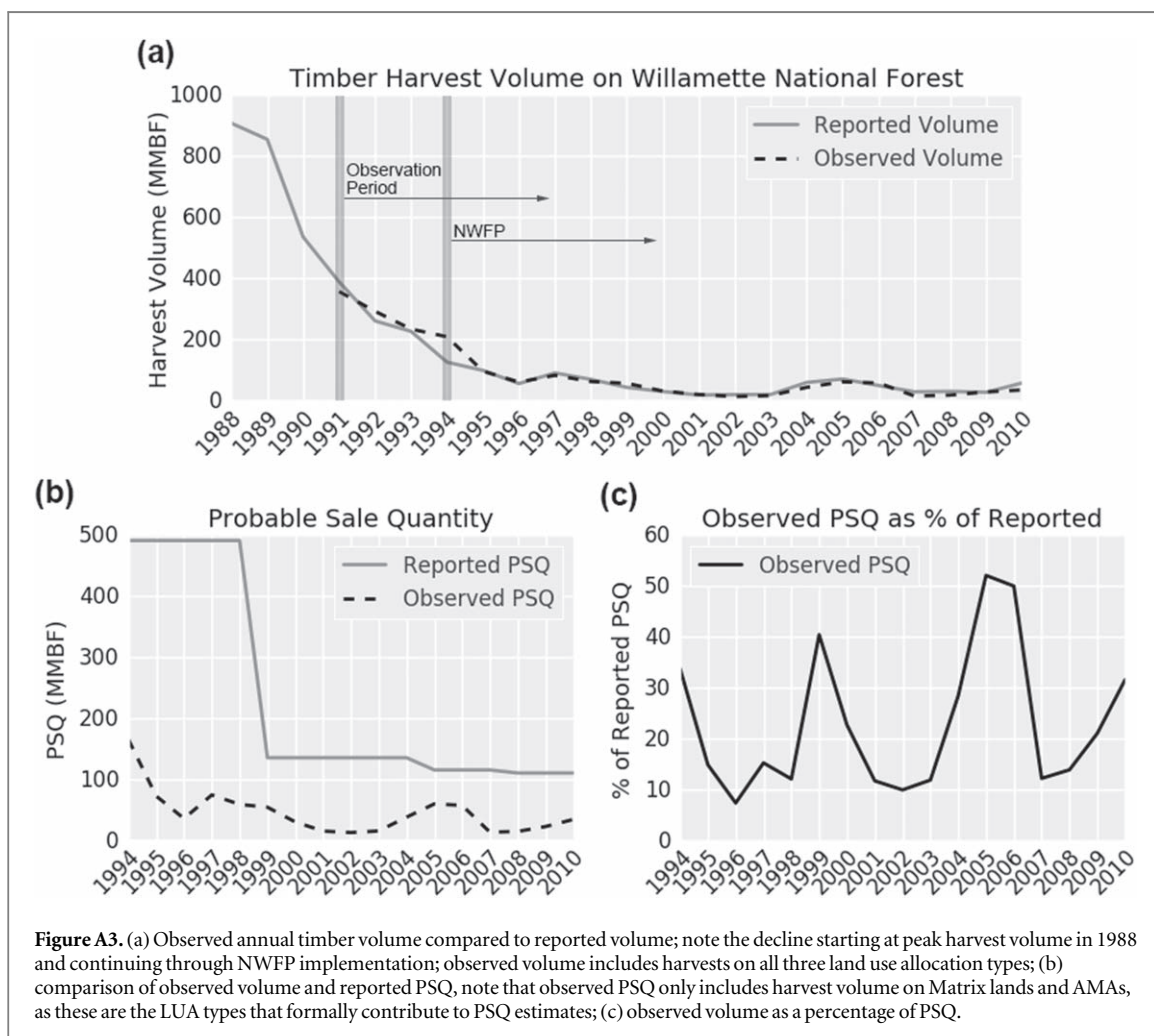 (a)
Timber Harvest Volume on Willamette National Forest
Harvest Volume (MMBF)
1000
800
600
400
200
0
Reported Volume
Observed Volume
Observation
Period
NWFP
1988 1989 1990 1991 1992 1993 1994 1995 1996 1997 1998 1999 2000 2001 2002 2003 2004 2005 2006 2007 2008 2009 2010
(b)
Probable Sale Quantity
PSQ (MMBF)
500
400
300
200
100
0
Reported PSQ
Observed PSQ
1994 1995 1996 1997 1998 1999 2000 2001 2002 2003 2004 2005 2006 2007 2008 2009 2010
(c)
Observed PSQ as % of Reported
% of Reported PSQ
60
50
40
30
20
10
0
Observed PSQ
1994 1995 1996 1997 1998 1999 2000 2001 2002 2003 2004 2005 2006 2007 2008 2009 2010
Figure A3. (a) Observed annual timber volume compared to reported volume; note the decline starting at peak harvest volume in 1988
and continuing through NWFP implementation; observed volume includes harvests on all three land use allocation types; (b)
comparison of observed volume and reported PSQ, note that observed PSQ only includes harvest volume on Matrix lands and AMAs,
as these are the LUA types that formally contribute to PSQ estimates; (c) observed volume as a percentage of PSQ.